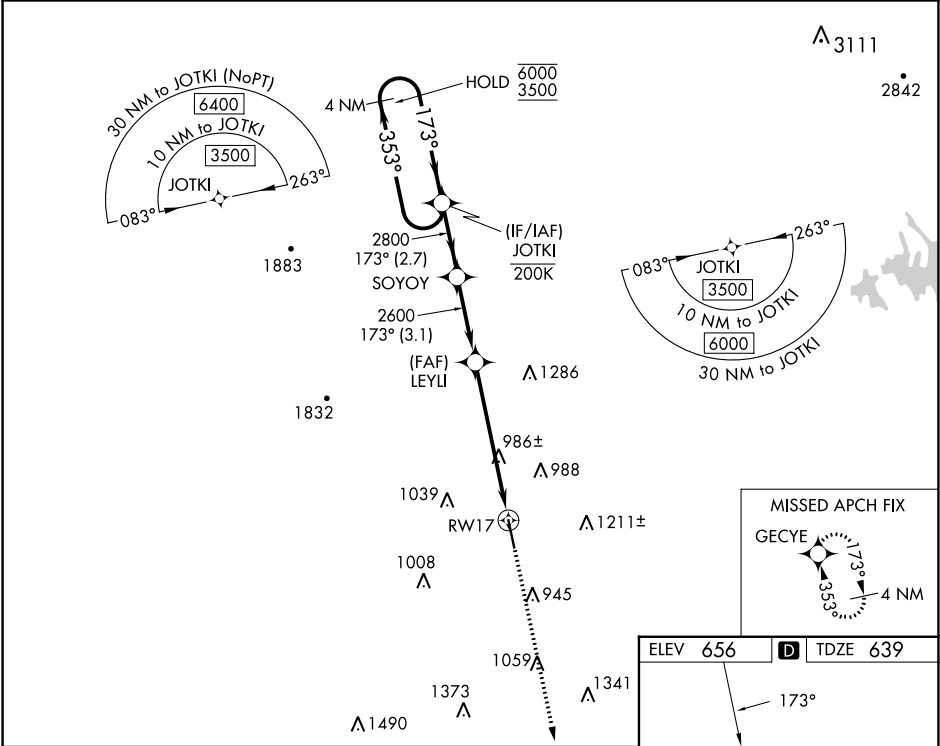 3111
2842
30 NM to JOTKI (NoPT)
6400
10 NM to JOTKI
3500
JOTKI
083°
263°
4 NM
HOLD 6000
3500
173°
353°
(IF/IAF)
JOTKI
200K
2800
173° (2.7)
SOYOY
1883
2600
173° (3.1)
(FAF)
LEYLI
083°
263°
JOTKI
3500
10 NM to JOTKI
6000
30 NM to JOTKI
1286
1832
986±
988
1039
RW17
1211±
1008
945
1059
1341
1373
1490
MISSED APCH FIX
GECYE
173°
353°
4 NM
ELEV 656 D TDZE 639
173°